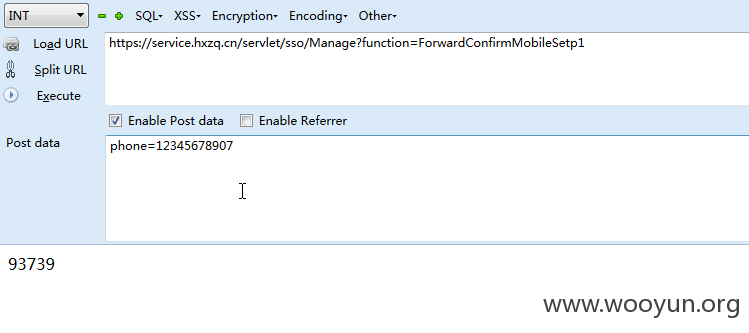 INT SQL▾ XSS▾ Encryption▾ Encoding▾ Other▾
Load URL https://service.hxzq.cn/servlet/sso/Manage?function=ForwardConfirmMobileSetp1
Split URL
Execute
Enable Post data Enable Referrer
Post data phone=12345678907
93739
www.wooyun.org